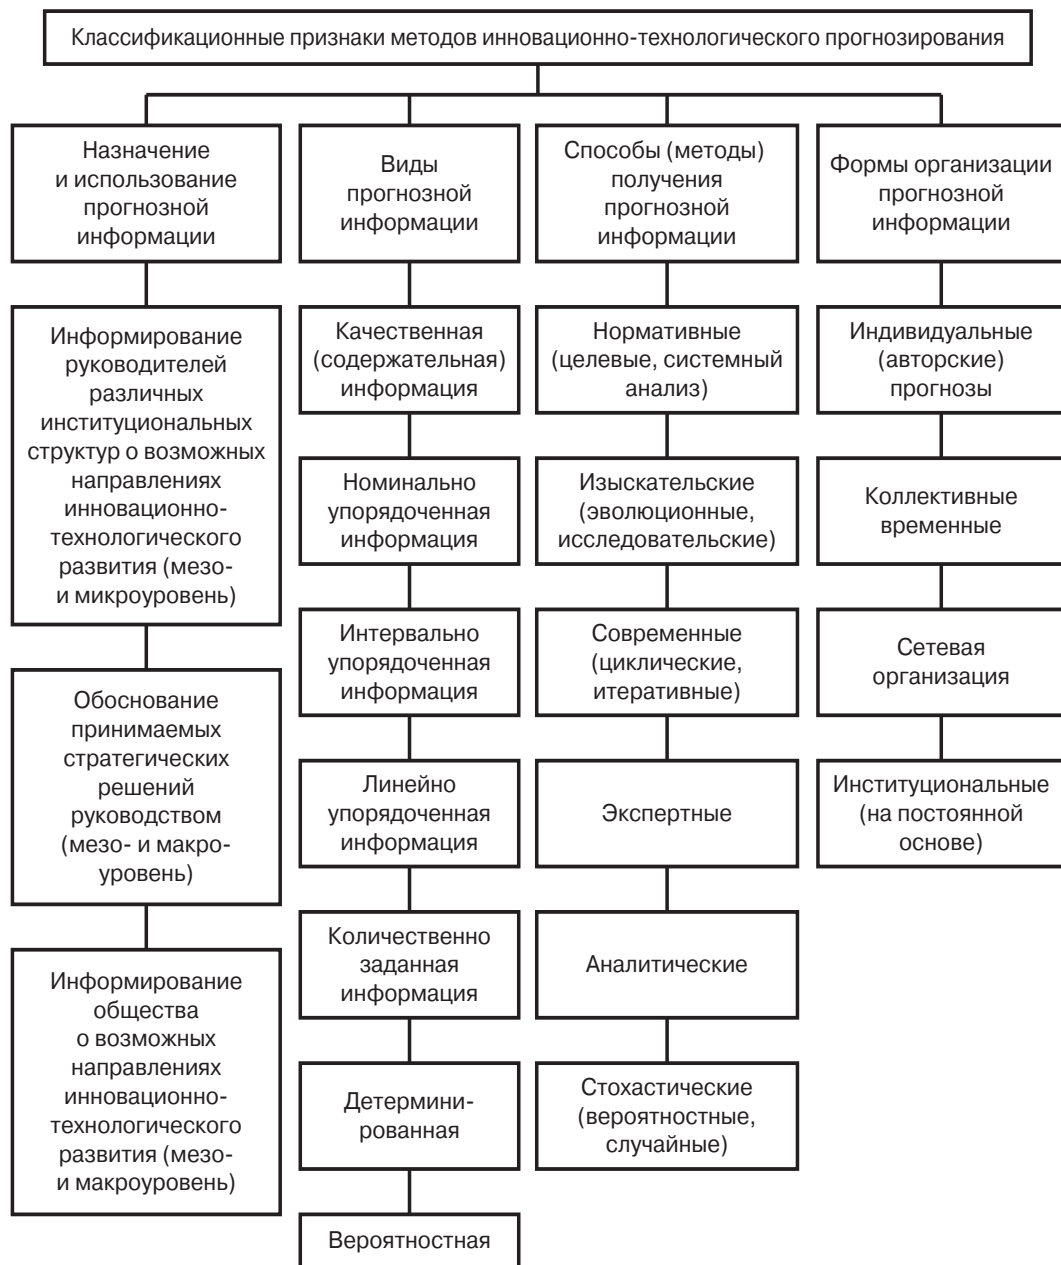 Классификационные признаки методов инновационно-технологического прогнозирования
Назначение
и использование
прогнозной
информации
Информирование
руководителей
различных
институциональных
структур о возможных
направлениях
инновационно-
технологического
развития (мезо-
и микроуровень)
Обоснование
принимаемых
стратегических
решений
руководством
(мезо- и макро-
уровень)
Информирование
общества
о возможных
направлениях
инновационно-
технологического
развития (мезо-
и макроуровень)
Виды
прогнозной
информации
Качественная
(содержательная)
информация
Номинально
упорядоченная
информация
Интервально
упорядоченная
информация
Линейно
упорядоченная
информация
Количественно
заданная
информация
Детермини-
рованная
Вероятностная
Способы (методы)
получения
прогнозной
информации
Нормативные
(целевые, системный
анализ)
Изыскательские
(эволюционные,
исследовательские)
Современные
(циклические,
итеративные)
Экспертные
Аналитические
Стохастические
(вероятностные,
случайные)
Формы организации
прогнозной
информации
Индивидуальные
(авторские)
прогнозы
Коллективные
временные
Сетевая
организация
Институциональные
(на постоянной
основе)